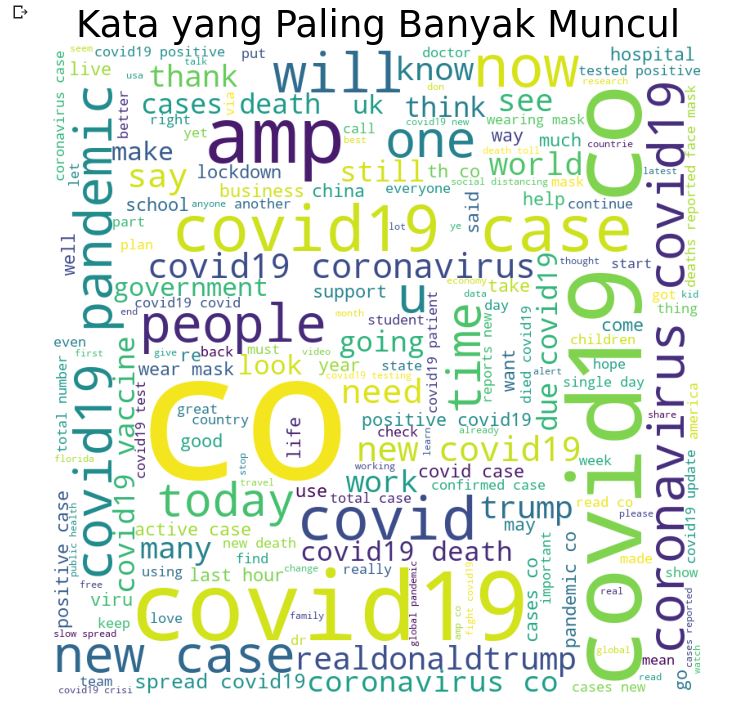 Kata yang Paling Banyak Muncul
seem
covid19 positive
put
doctor
hospital
talk
live
usa
thank
will
know
now
tested positive
don
research
coronavirus case
better
via
cases death
uk
think
see
co
right
amp
covid19 new
wearing mask
yet
call
one
way
much
countrie
make
best
death toll
world
latest
let
say
lockdown
still
th co
business
china
everyone
social distancing
mask
pandemic
school
anyone
another
said
help
continue
part
covid19 case
lot
ye
plan
well
covid19 coronavirus
thought
start
government
support
u
economy
take
got
kid
covid19 covid
data
day
thing
end
people
month
student
time
reports new
come
even
going
children
first
give
re
back
must
video
hope
wear mask
look
year
state
want
died covid19
due covid19
alert
single day
covid19 testing
covid19 patient
need
total number
covid19 vaccine
covid19
co
great
country
life
positive covid19
share
america
good
check
learn
already
new covid19
florida
covid19 test
stop
working
covid case
week
travel
work
confirmed case
today
use
total case
covid
trump
read co
please
active case
may
made
many
new death
covid19 death
find
important
using
last hour
change
really
show
viru
free
real
positive case
public health
covid19
keep
love
family
global pandemic
amp co
fight covid19
cases co
pandemic co
slow spread
dr
global
new case
realdonaldtrump
mean
team
spread covid19
coronavirus co
cases new
read
go
covid19 crisi
covid19
coronavirus covid19
deaths reported face mask
covid19 update
cases reported
watch